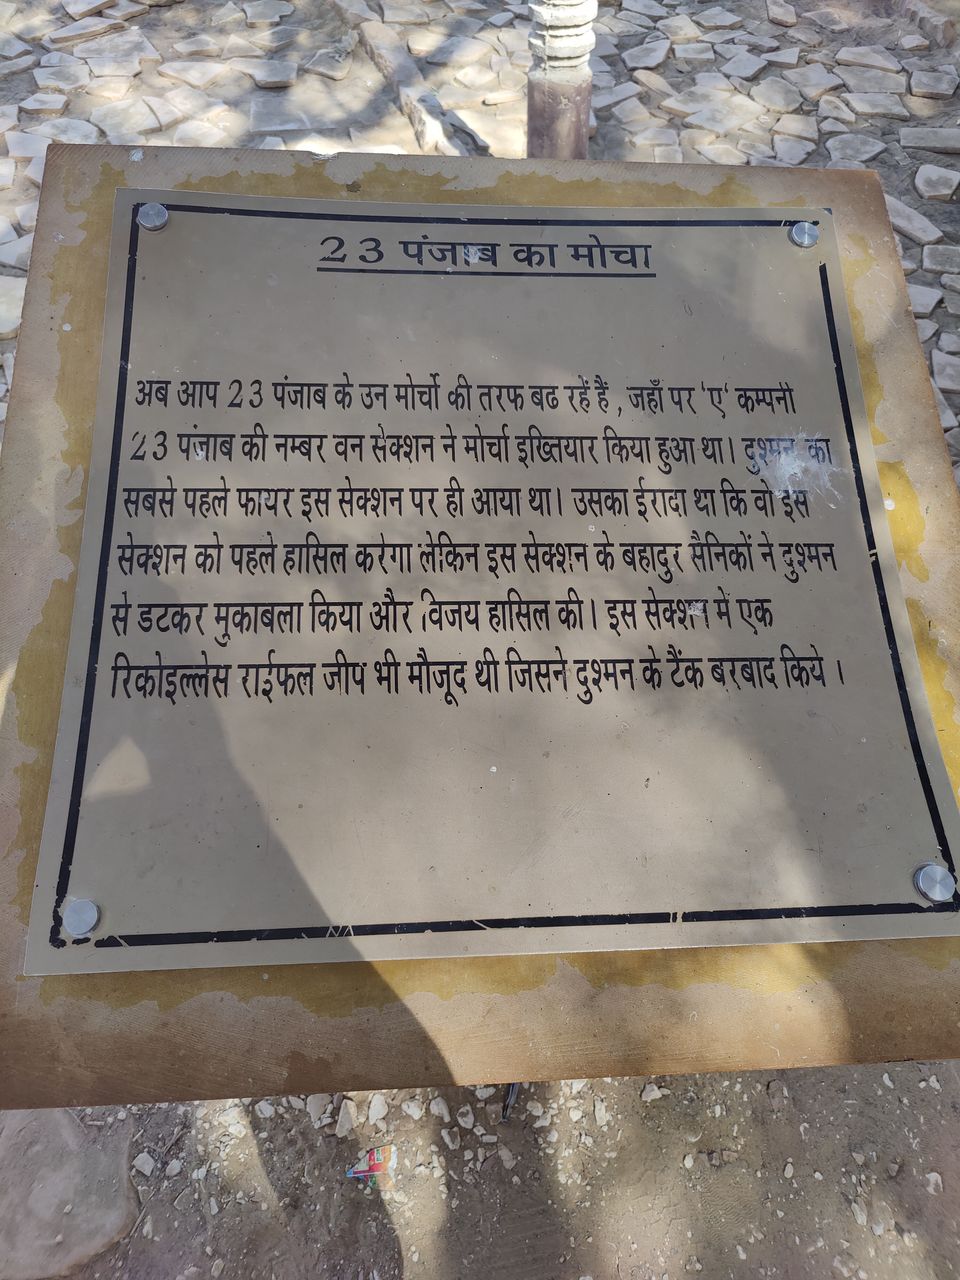 23 पंजाब का मोचा
अब आप 23 पंजाब के उन मोर्चो की तरफ बढ रहें हैं , जहाँ पर 'ए' कम्पनी
23 पंजाब की नम्बर वन सेक्शन ने मोर्चा इख्तियार किया हुआ था। दुश्मन का
सबसे पहले फायर इस सेक्शन पर ही आया था। उसका ईरादा था कि वो इस
सेक्शन को पहले हासिल करेगा लेकिन इस सेक्शन के बहादुर सैनिकों ने दुश्मन
से डटकर मुकाबला किया और विजय हासिल की। इस सेक्शन में एक
रिकोइल्लेस राईफल जीप भी मौजूद थी जिसने दुश्मन के टैंक बरबाद किये ।